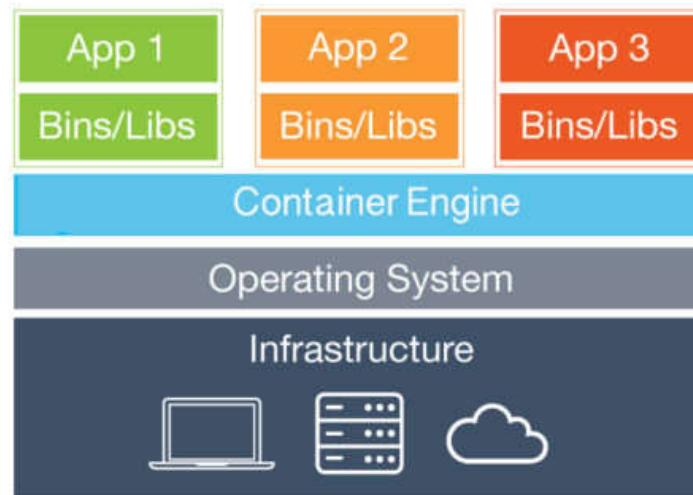 App 1
App 2
App 3
Bins/Libs
Bins/Libs
Bins/Libs
Container Engine
Operating System
Infrastructure